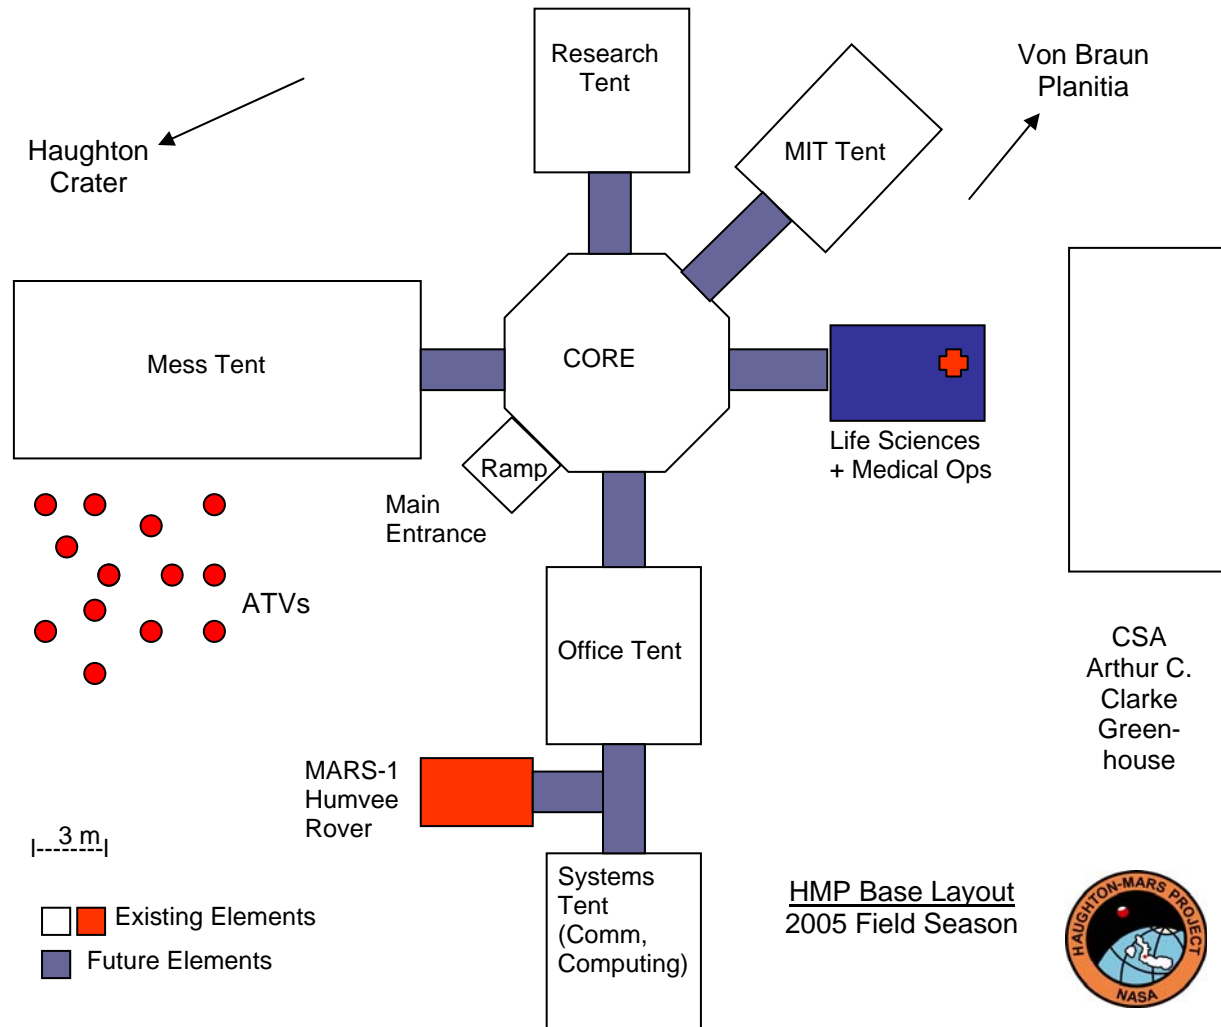 Research
Tent
Von Braun
Planitia
MIT Tent
Haughton
Crater
Mess Tent
CORE
Life Sciences
+ Medical Ops
Ramp
Main
Entrance
ATVs
Office Tent
CSA
Arthur C.
Clarke
Green-
house
MARS-1
Humvee
Rover
3 m
Systems
Tent
(Comm,
Computing)
HMP Base Layout
2005 Field Season
Existing Elements
Future Elements
HAUGHTON-MARS PROJECT
NASA